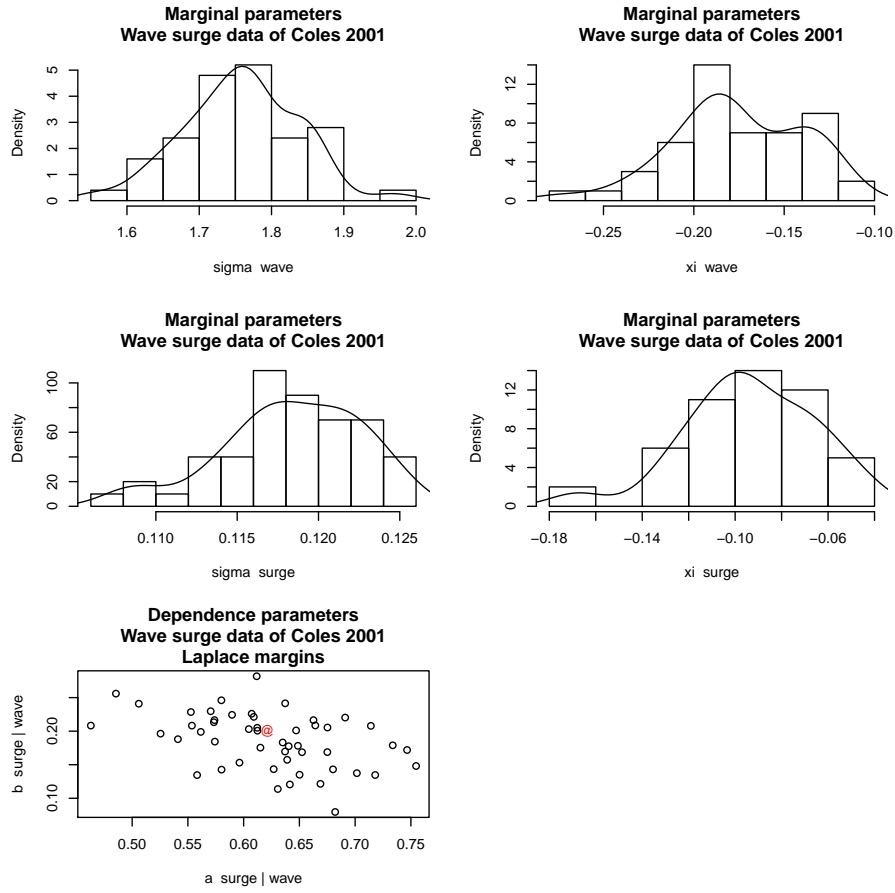 Marginal parameters
Wave surge data of Coles 2001
Density
0 1 2 3 4 5
1.6 1.7 1.8 1.9 2.0
sigma wave
Marginal parameters
Wave surge data of Coles 2001
Density
0 4 8 12
−0.25 −0.20 −0.15 −0.10
xi wave
Marginal parameters
Wave surge data of Coles 2001
Density
0 20 60 100
0.110 0.115 0.120 0.125
sigma surge
Marginal parameters
Wave surge data of Coles 2001
Density
0 4 8 12
−0.18 −0.14 −0.10 −0.06
xi surge
Dependence parameters
Wave surge data of Coles 2001
Laplace margins
b surge | wave
0.10 0.20
@
0.50 0.55 0.60 0.65 0.70 0.75
a surge | wave